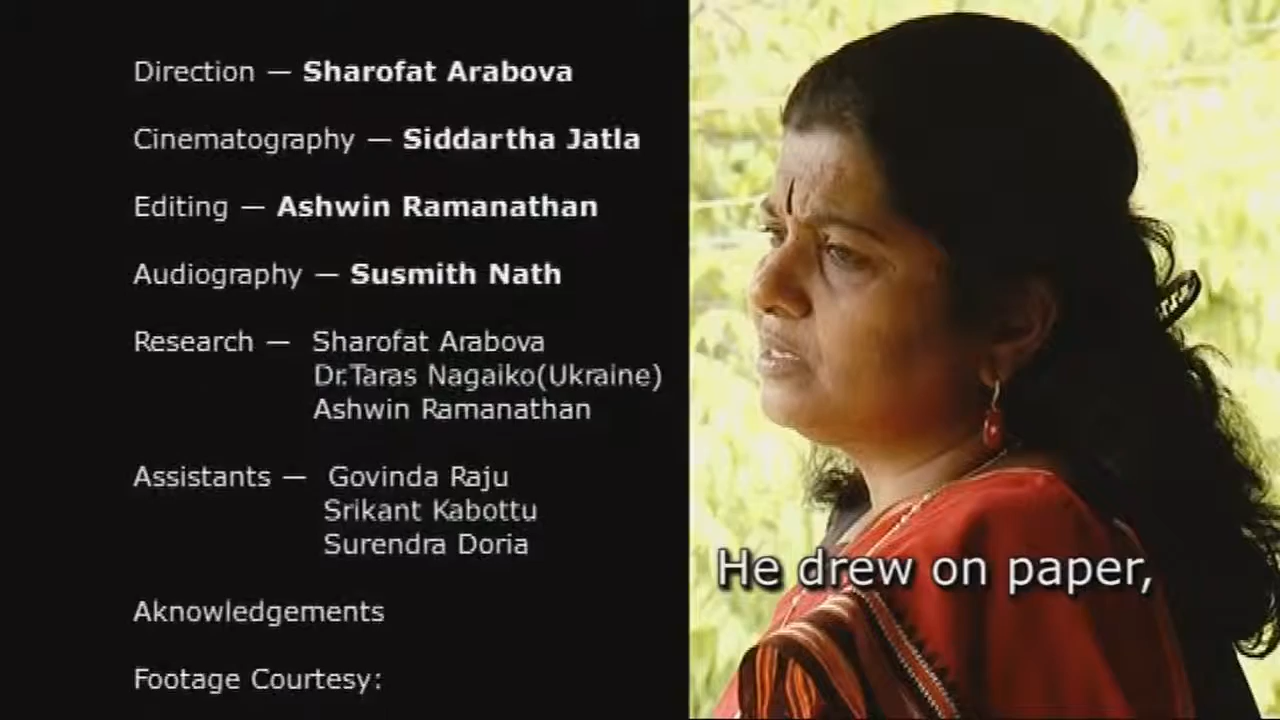 Direction — Sharofat Arabova
Cinematography — Siddartha Jatla
Editing — Ashwin Ramanathan
Audiography — Susmith Nath
Research — Sharofat Arabova
Dr.Taras Nagaiko(Ukraine)
Ashwin Ramanathan
Assistants — Govinda Raju
Srikant Kabottu
Surendra Doria
Aknowledgements
Footage Courtesy:
He drew on paper,